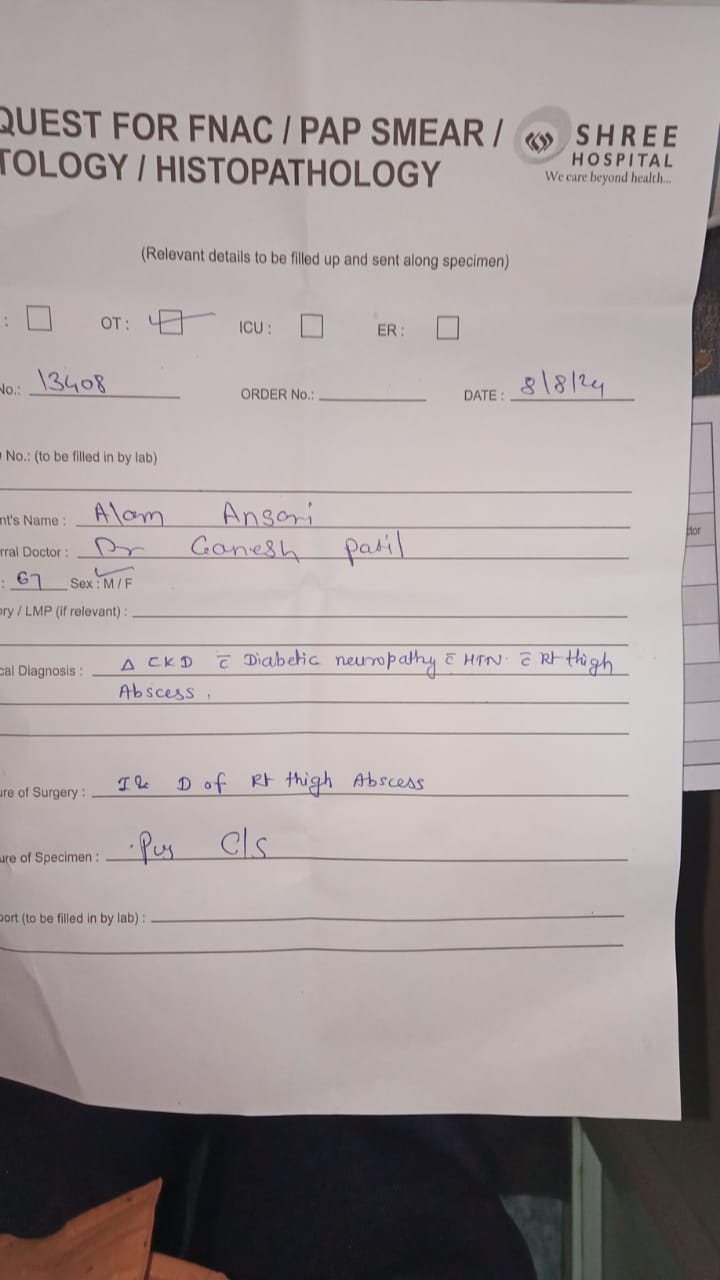 QUEST FOR FNAC / PAP SMEAR /
TOLOGY / HISTOPATHOLOGY
SHREE
HOSPITAL
We care beyond health...
(Relevant details to be filled up and sent along specimen)
: OT : ICU : ER :
No.: 13408 ORDER No.: DATE : 8/8/24
No.: (to be filled in by lab)
nt's Name : Alam Ansari
rral Doctor : Dr Ganesh Patil
: 67 Sex : M / F
ory / LMP (if relevant) :
cal Diagnosis : Δ CKD c̅ Diabetic neuropathy c̅ HTN. c̅ Rt thigh
Abscess.
ure of Surgery : I & D of Rt thigh Abscess
ure of Specimen : Pus C/S
port (to be filled in by lab) :